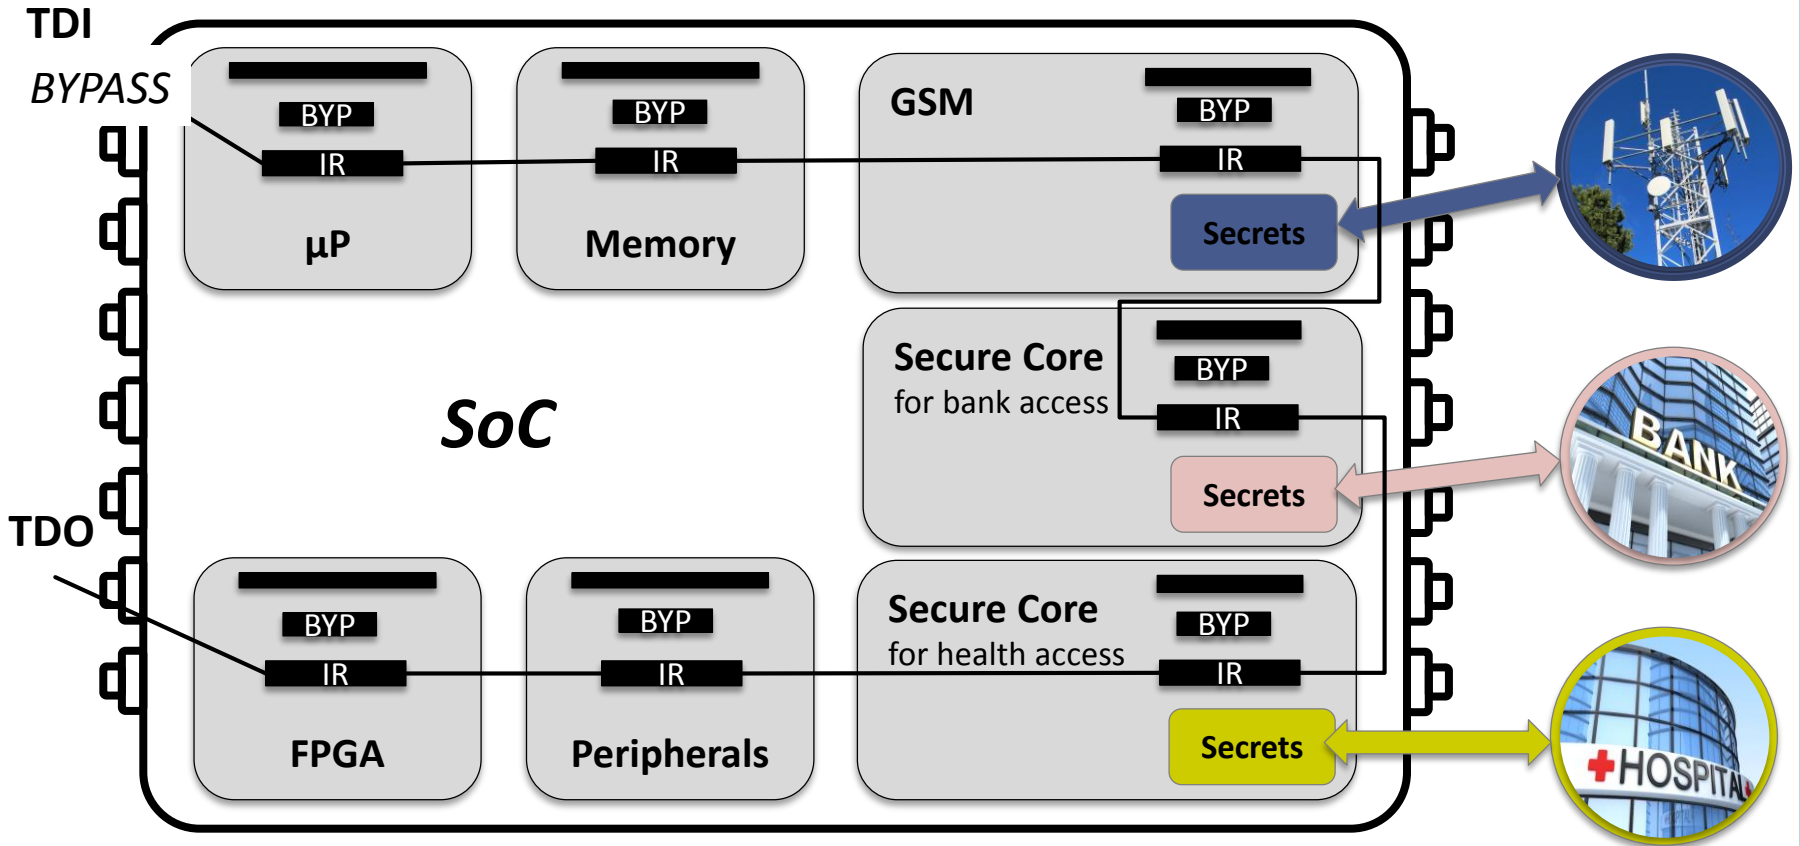 TDI
BYPASS
BYP
IR
µP
BYP
IR
Memory
GSM
BYP
IR
Secrets
Secure Core
for bank access
BYP
IR
Secrets
BANK
SoC
TDO
BYP
IR
FPGA
BYP
IR
Peripherals
Secure Core
for health access
BYP
IR
Secrets
HOSPITAL